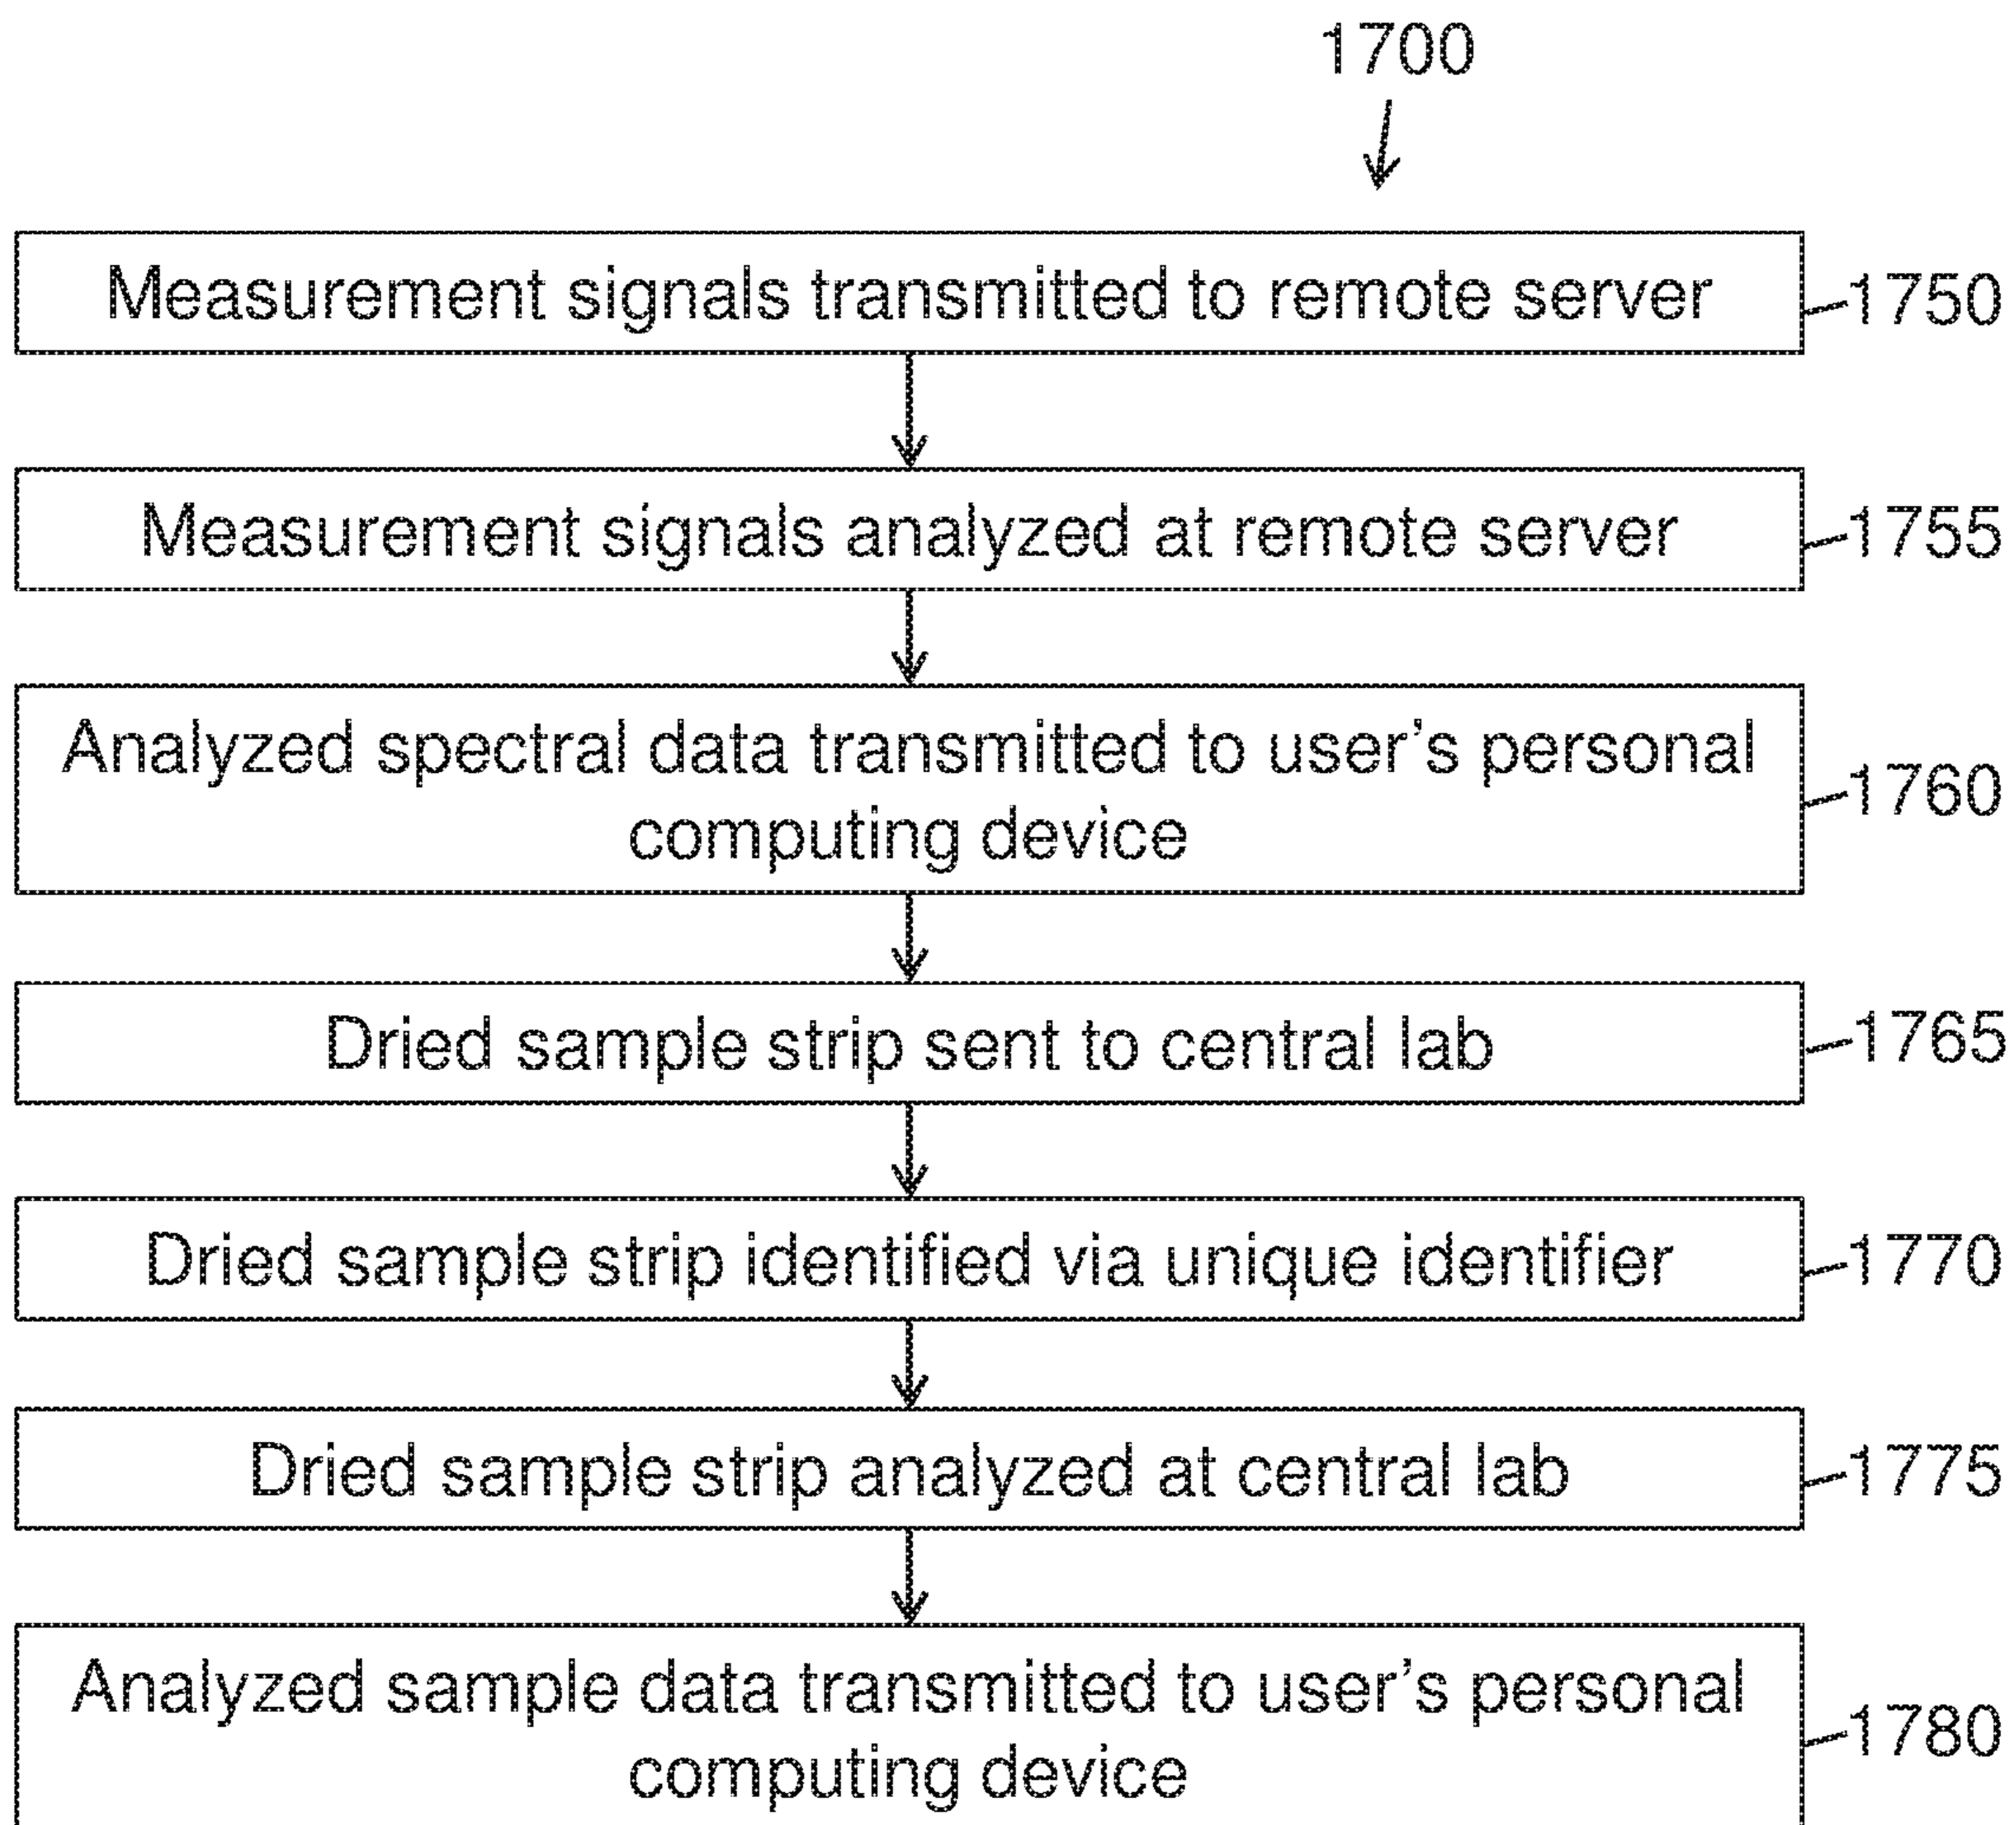 1700
Measurement signals transmitted to remote server
1750
Measurement signals analyzed at remote server
1755
Analyzed spectral data transmitted to user’s personal
computing device
1760
Dried sample strip sent to central lab
1765
Dried sample strip identified via unique identifier
1770
Dried sample strip analyzed at central lab
1775
Analyzed sample data transmitted to user’s personal
computing device
1780